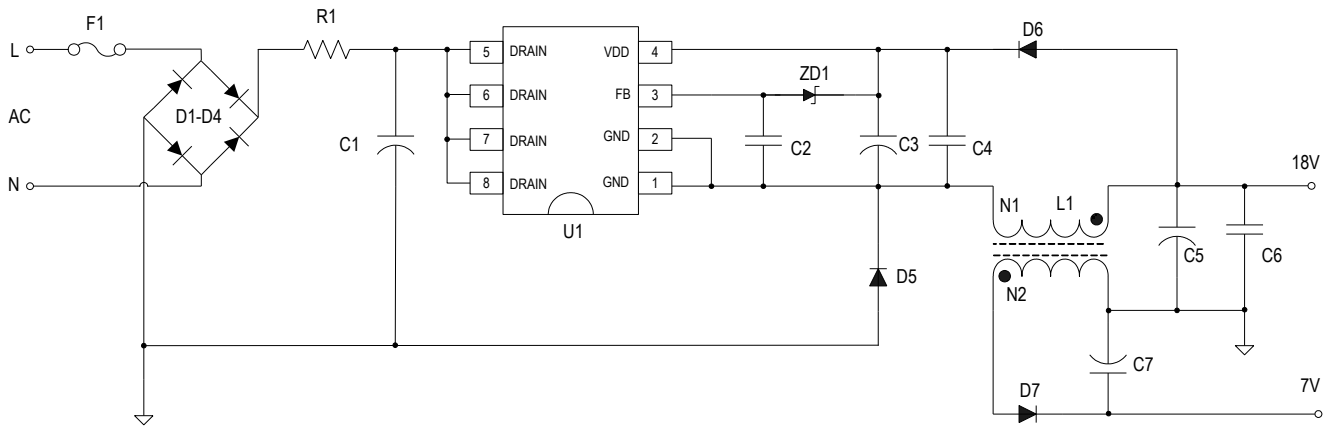 F1
R1
D6
L
5 DRAIN VDD 4
ZD1
6 DRAIN FB 3
AC
D1-D4
C1
7 DRAIN GND 2
C2
C3
C4
18V
N
8 DRAIN GND 1
U1
N1
L1
C5
C6
D5
N2
C7
D7
7V